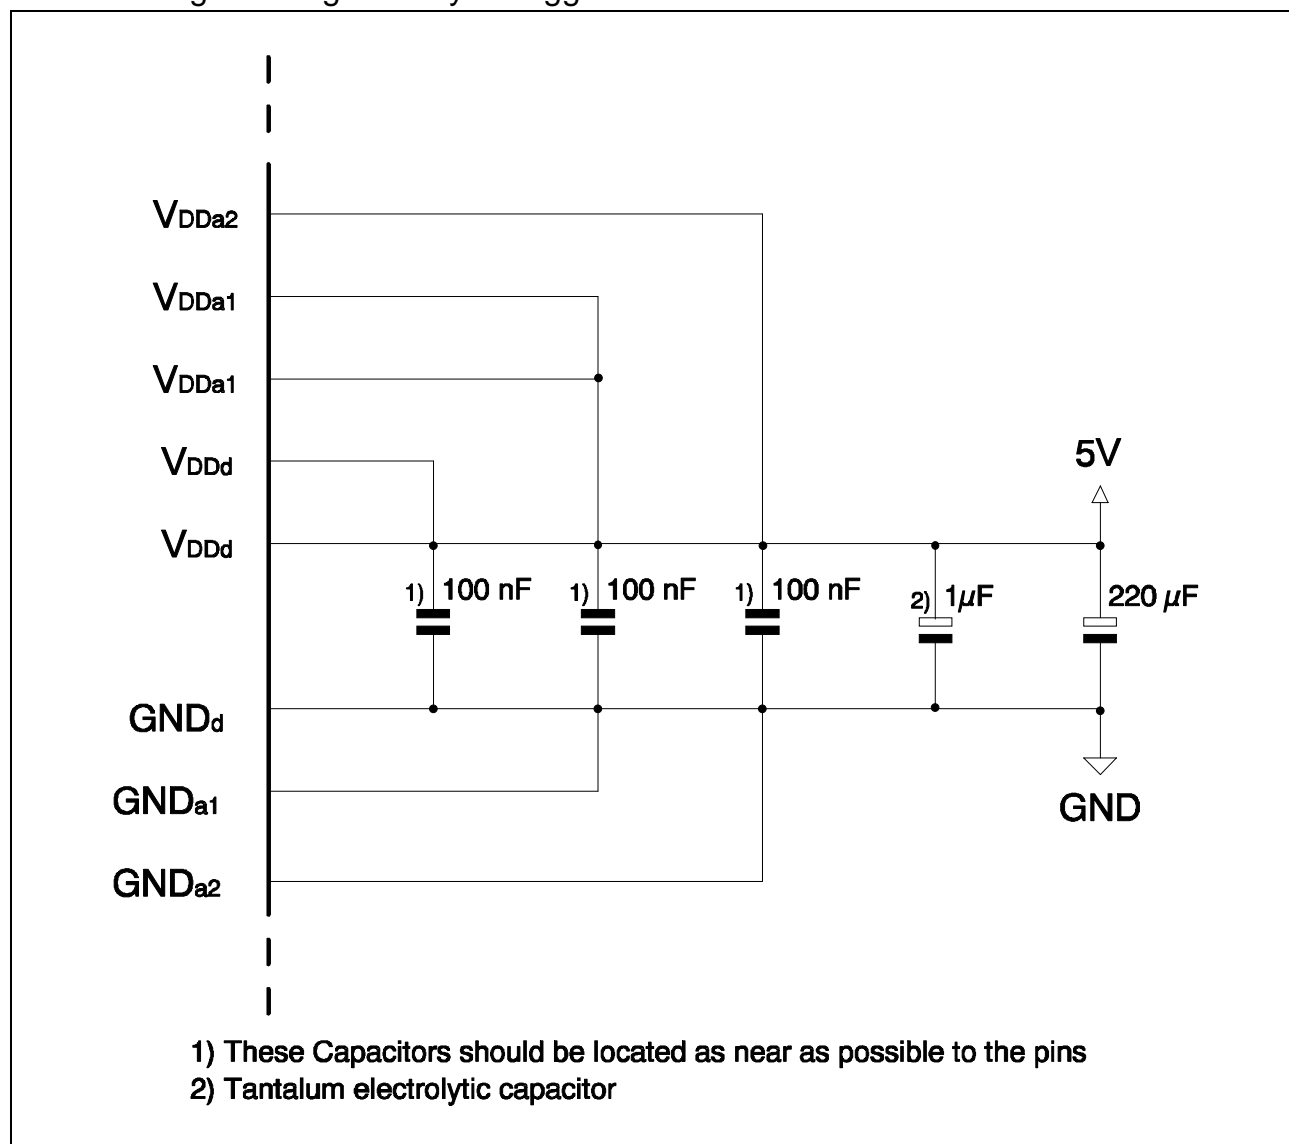 VDDa2
VDDa1
VDDa1
VDDd
5V
VDDd
1) 100 nF
1) 100 nF
1) 100 nF
2) 1µF
220 µF
GNDd
GNDa1
GND
GNDa2
1) These Capacitors should be located as near as possible to the pins
2) Tantalum electrolytic capacitor